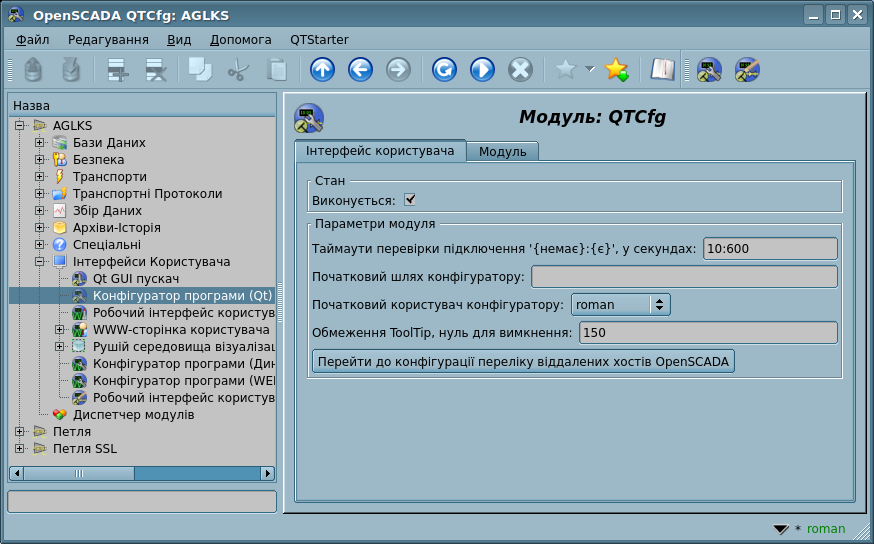 OpenSCADA QTCfg: AGLKS
Файл Редагування Вид Допомога QTStarter
Назва
AGLKS
Бази Даних
Безпека
Транспорти
Транспортні Протоколи
Збір Даних
Архіви-Історія
Спеціальні
Інтерфейси Користувача
Qt GUI пускач
Конфігуратор програми (Qt)
Робочий інтерфейс користув
WWW-сторінка користувача
Рушій середовища візуалізац
Конфігуратор програми (Дин
Конфігуратор програми (WEB
Робочий інтерфейс користув
Диспетчер модулів
Петля
Петля SSL
Модуль: QTCfg
Інтерфейс користувача Модуль
Стан
Виконується:
Параметри модуля
Таймаути перевірки підключення '{немає}:{є}', у секундах: 10:600
Початковий шлях конфігуратору:
Початковий користувач конфігуратору: roman
Обмеження ToolTip, нуль для вимкнення: 150
Перейти до конфігурації переліку віддалених хостів OpenSCADA
* roman